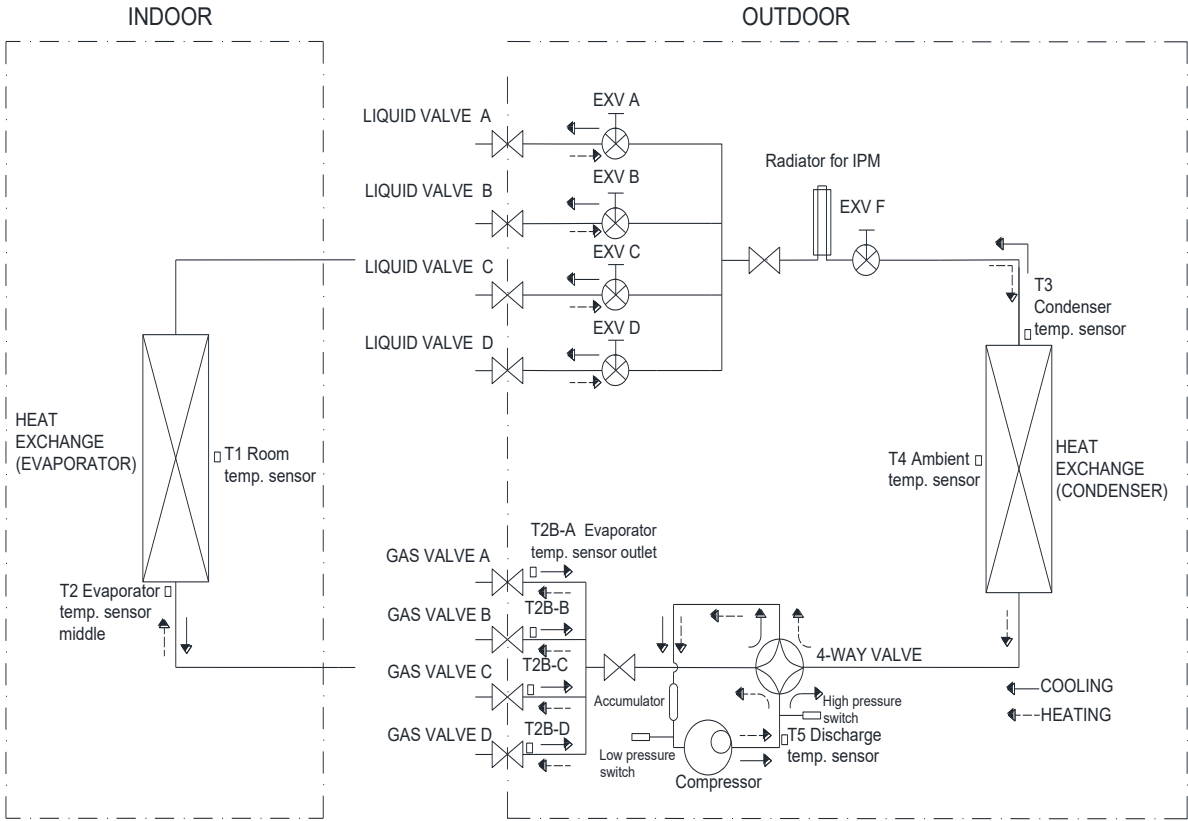 INDOOR
OUTDOOR
LIQUID VALVE A
EXV A
LIQUID VALVE B
EXV B
Radiator for IPM
EXV F
LIQUID VALVE C
EXV C
T3
Condenser
temp. sensor
LIQUID VALVE D
EXV D
HEAT
EXCHANGE
(EVAPORATOR)
T1 Room
temp. sensor
T4 Ambient
temp. sensor
HEAT
EXCHANGE
(CONDENSER)
T2 Evaporator
temp. sensor
middle
GAS VALVE A
T2B-A Evaporator
temp. sensor outlet
GAS VALVE B
T2B-B
GAS VALVE C
T2B-C
GAS VALVE D
T2B-D
4-WAY VALVE
Accumulator
High pressure
switch
Low pressure
switch
T5 Discharge
temp. sensor
Compressor
COOLING
HEATING